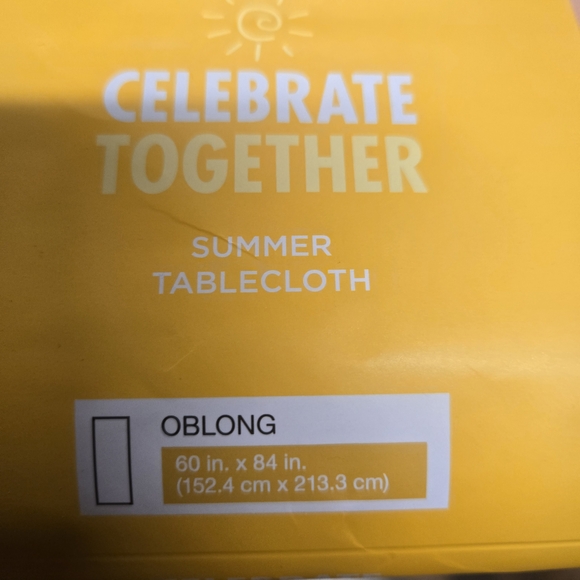 CELEBRATE
TOGETHER
SUMMER
TABLECLOTH
OBLONG
60 in. x 84 in.
(152.4 cm x 213.3 cm)